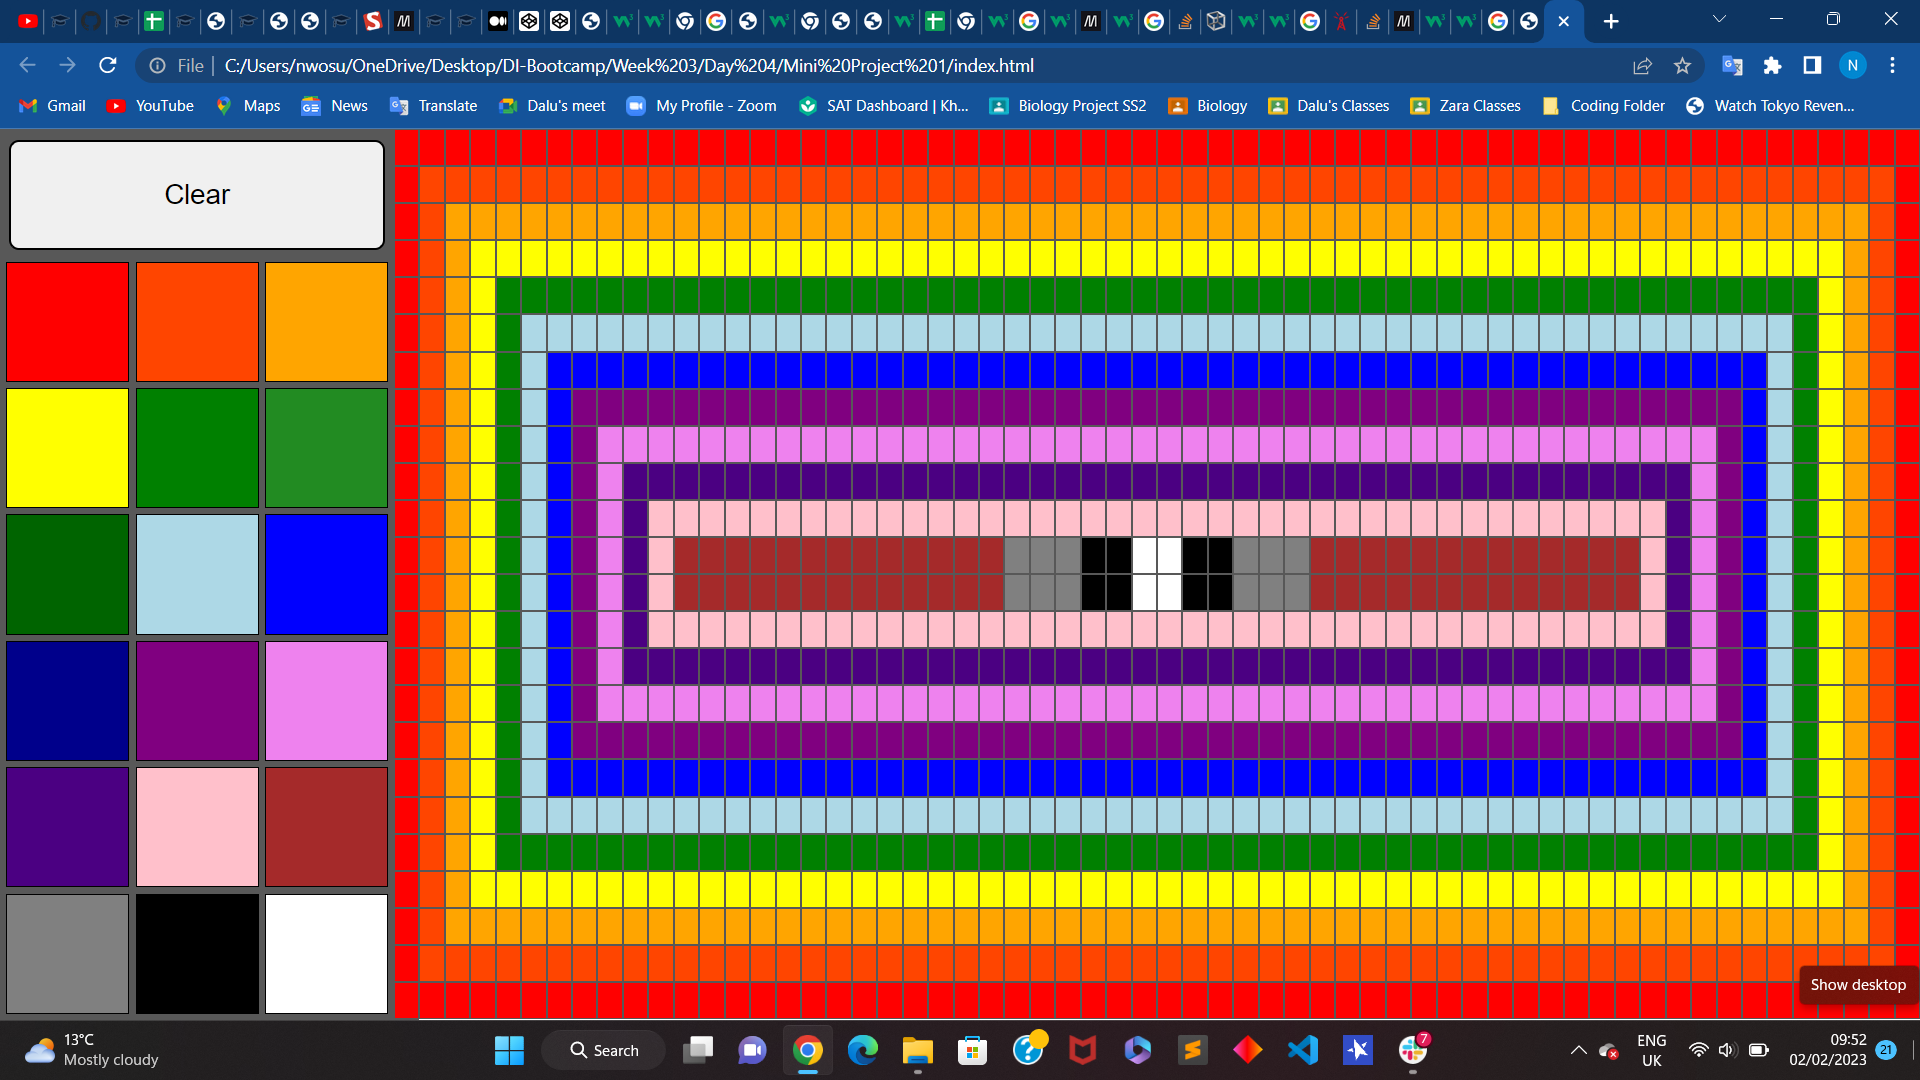 File
C:/Users/nwosu/OneDrive/Desktop/DI-Bootcamp/Week%203/Day%204/Mini%20Project%201/index.html
N
Gmail
YouTube
Maps
News
Translate
Dalu's meet
My Profile - Zoom
SAT Dashboard | Kh...
Biology Project SS2
Biology
Dalu's Classes
Zara Classes
Coding Folder
Watch Tokyo Reven...
Clear
Show desktop
13°C
Mostly cloudy
Search
7
ENG
UK
09:52
02/02/2023
21